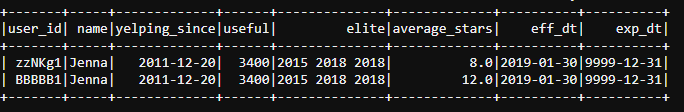 +-------+-----+-------------+------+--------------+-------------+----------+----------+
|user_id| name|yelping_since|useful|         elite|average_stars|    eff_dt|    exp_dt|
+-------+-----+-------------+------+--------------+-------------+----------+----------+
| zzNKg1|Jenna|   2011-12-20|  3400|2015 2018 2018|          8.0|2019-01-30|9999-12-31|
| BBBBB1|Jenna|   2011-12-20|  3400|2015 2018 2018|         12.0|2019-01-30|9999-12-31|
+-------+-----+-------------+------+--------------+-------------+----------+----------+